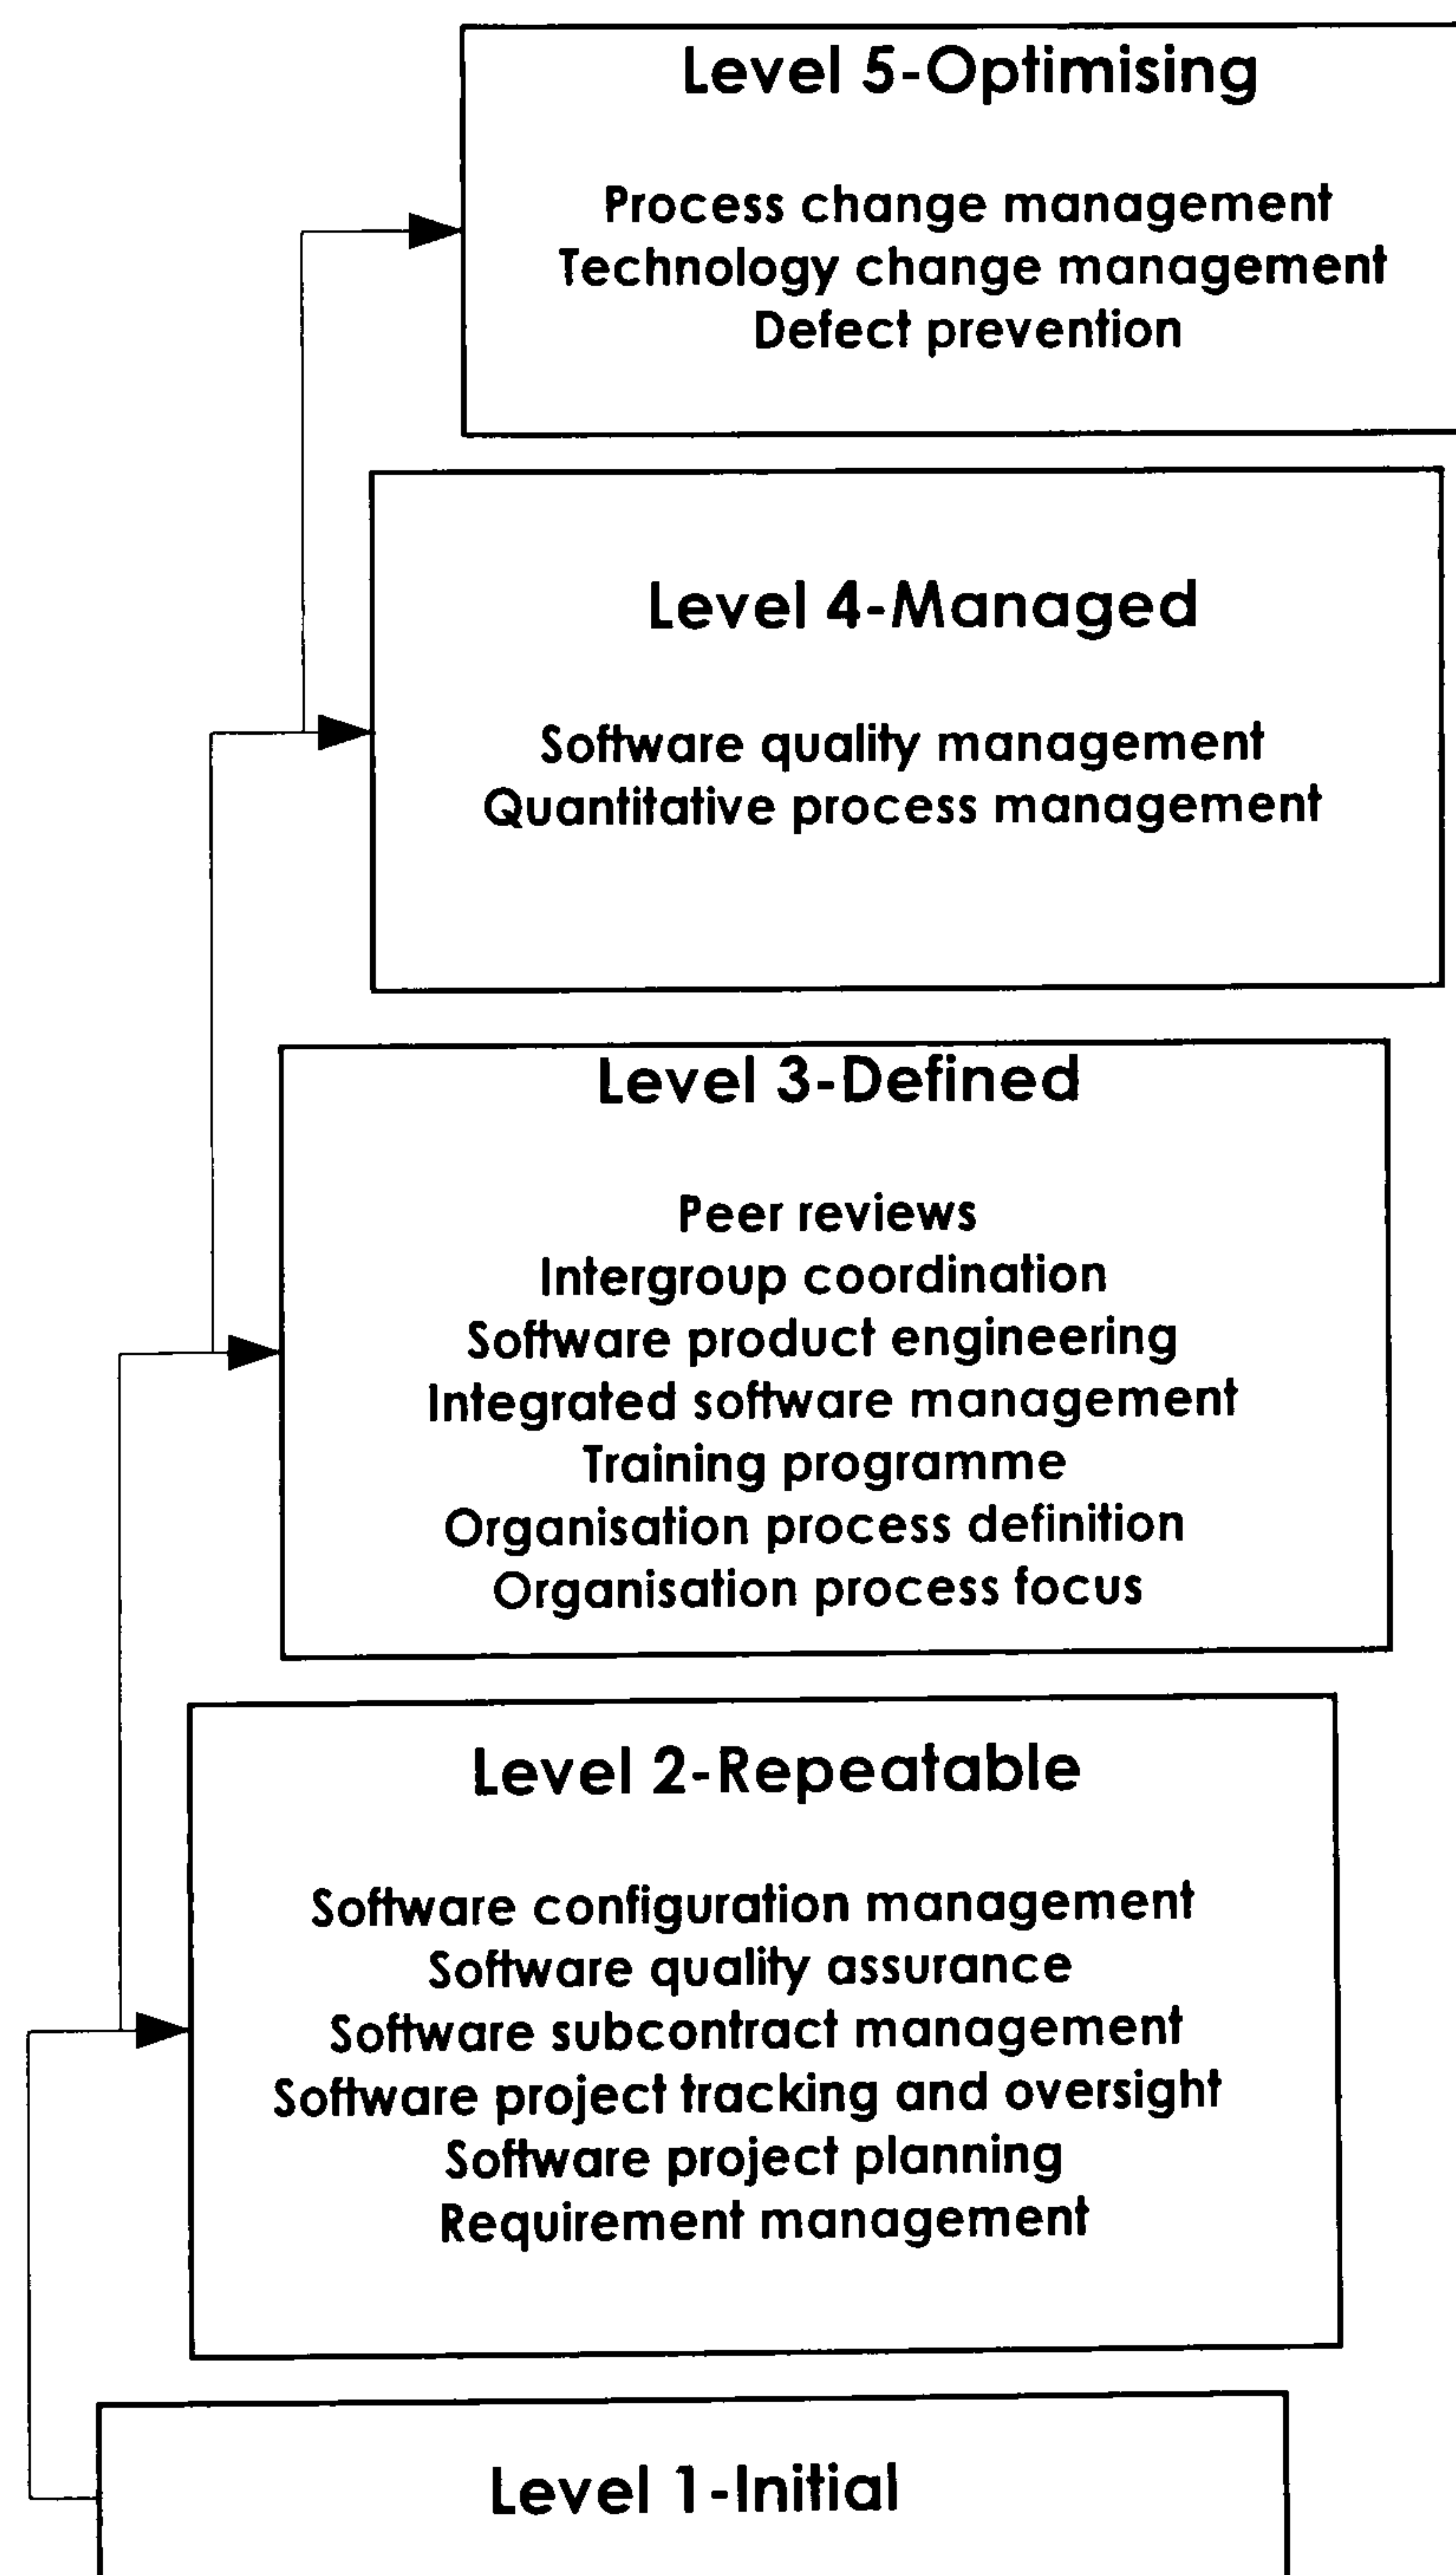 Level 5-Optimising
Process change management
Technology change management
Defect prevention
Level 4-Managed
Software quality management
Quantitative process management
Level 3-Defined
Peer reviews
Intergroup coordination
Software product engineering
Integrated software management
Training programme
Organisation process definition
Organisation process focus
Level 2-Repeatable
Software configuration management
Software quality assurance
Software subcontract management
Software project tracking and oversight
Software project planning
Requirement management
Level 1-Initial